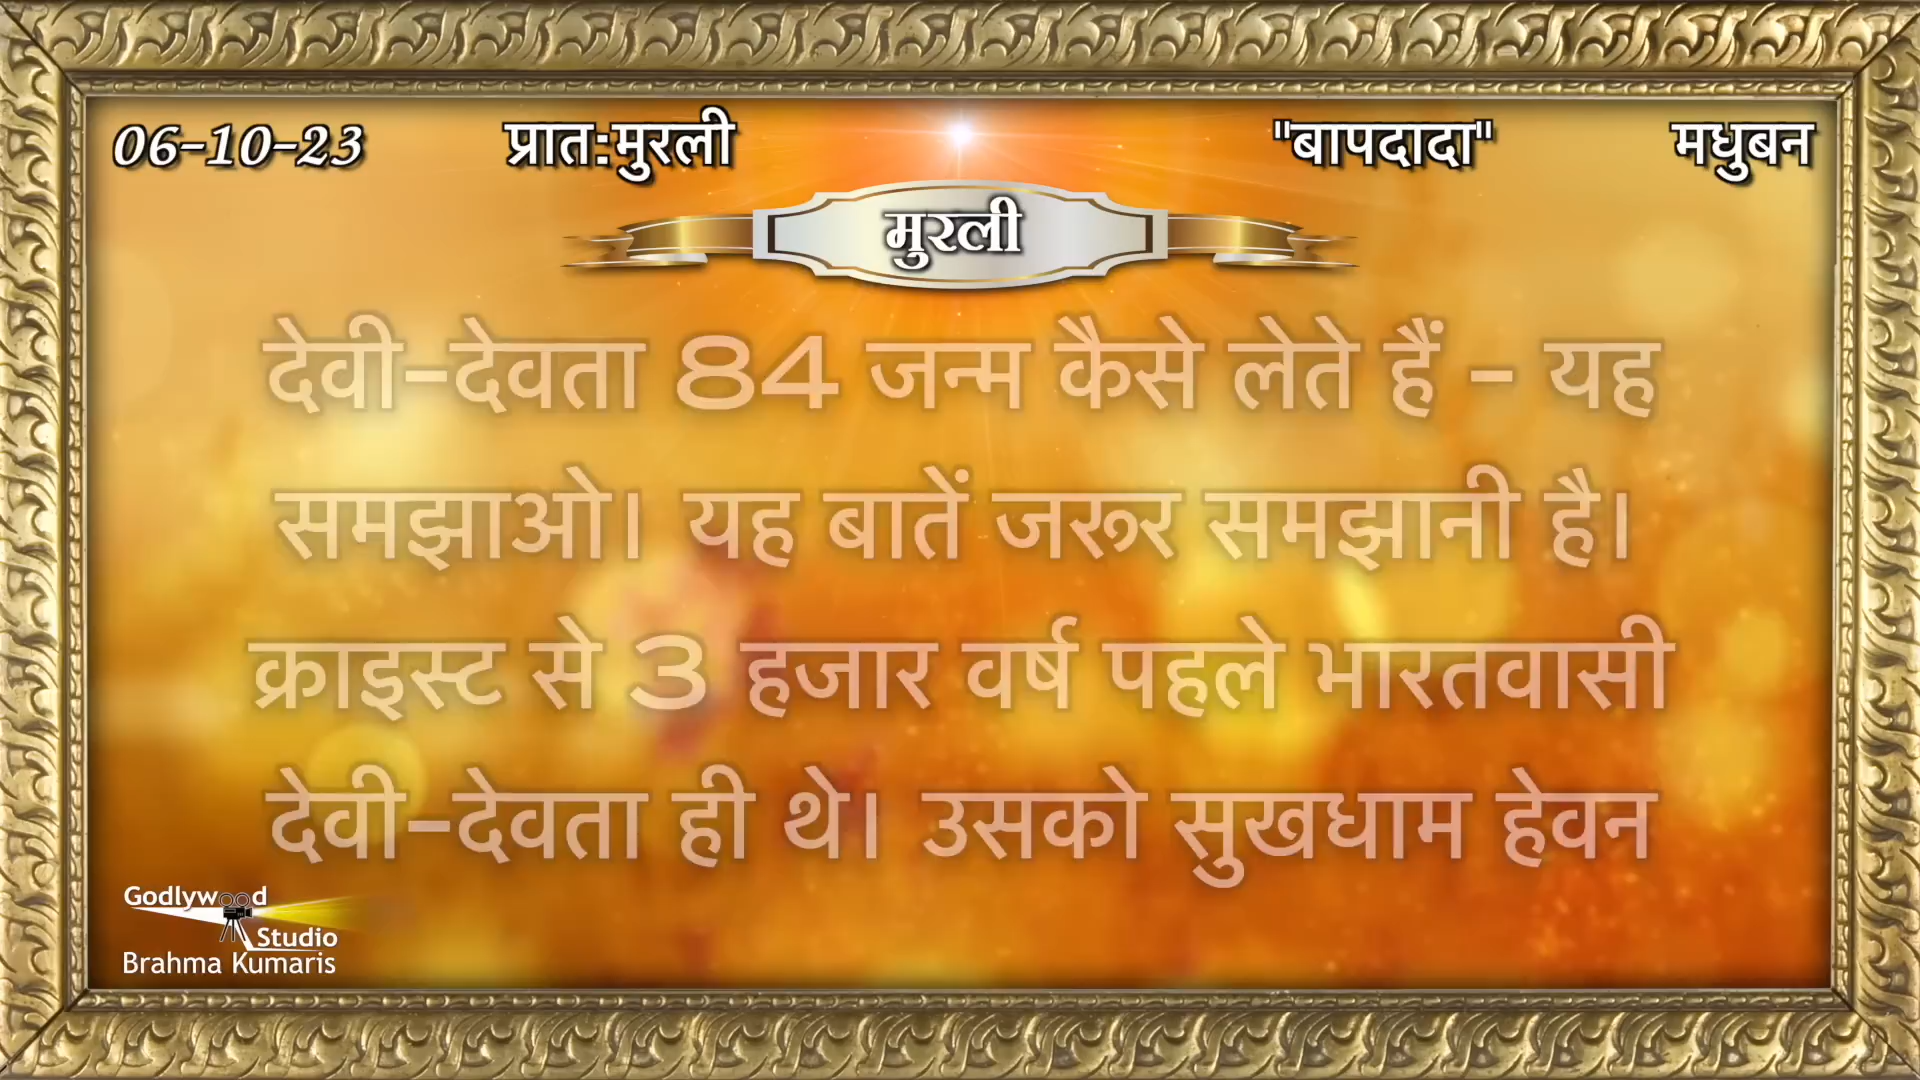 06-10-23 प्रात:मुरली "बापदादा" मधुबन
मुरली
देवी-देवता 84 जन्म कैसे लेते हैं - यह
समझाओ। यह बातें जरूर समझानी है।
क्राइस्ट से 3 हजार वर्ष पहले भारतवासी
देवी-देवता ही थे। उसको सुखधाम हेवन
Godlywood
Studio
Brahma Kumaris